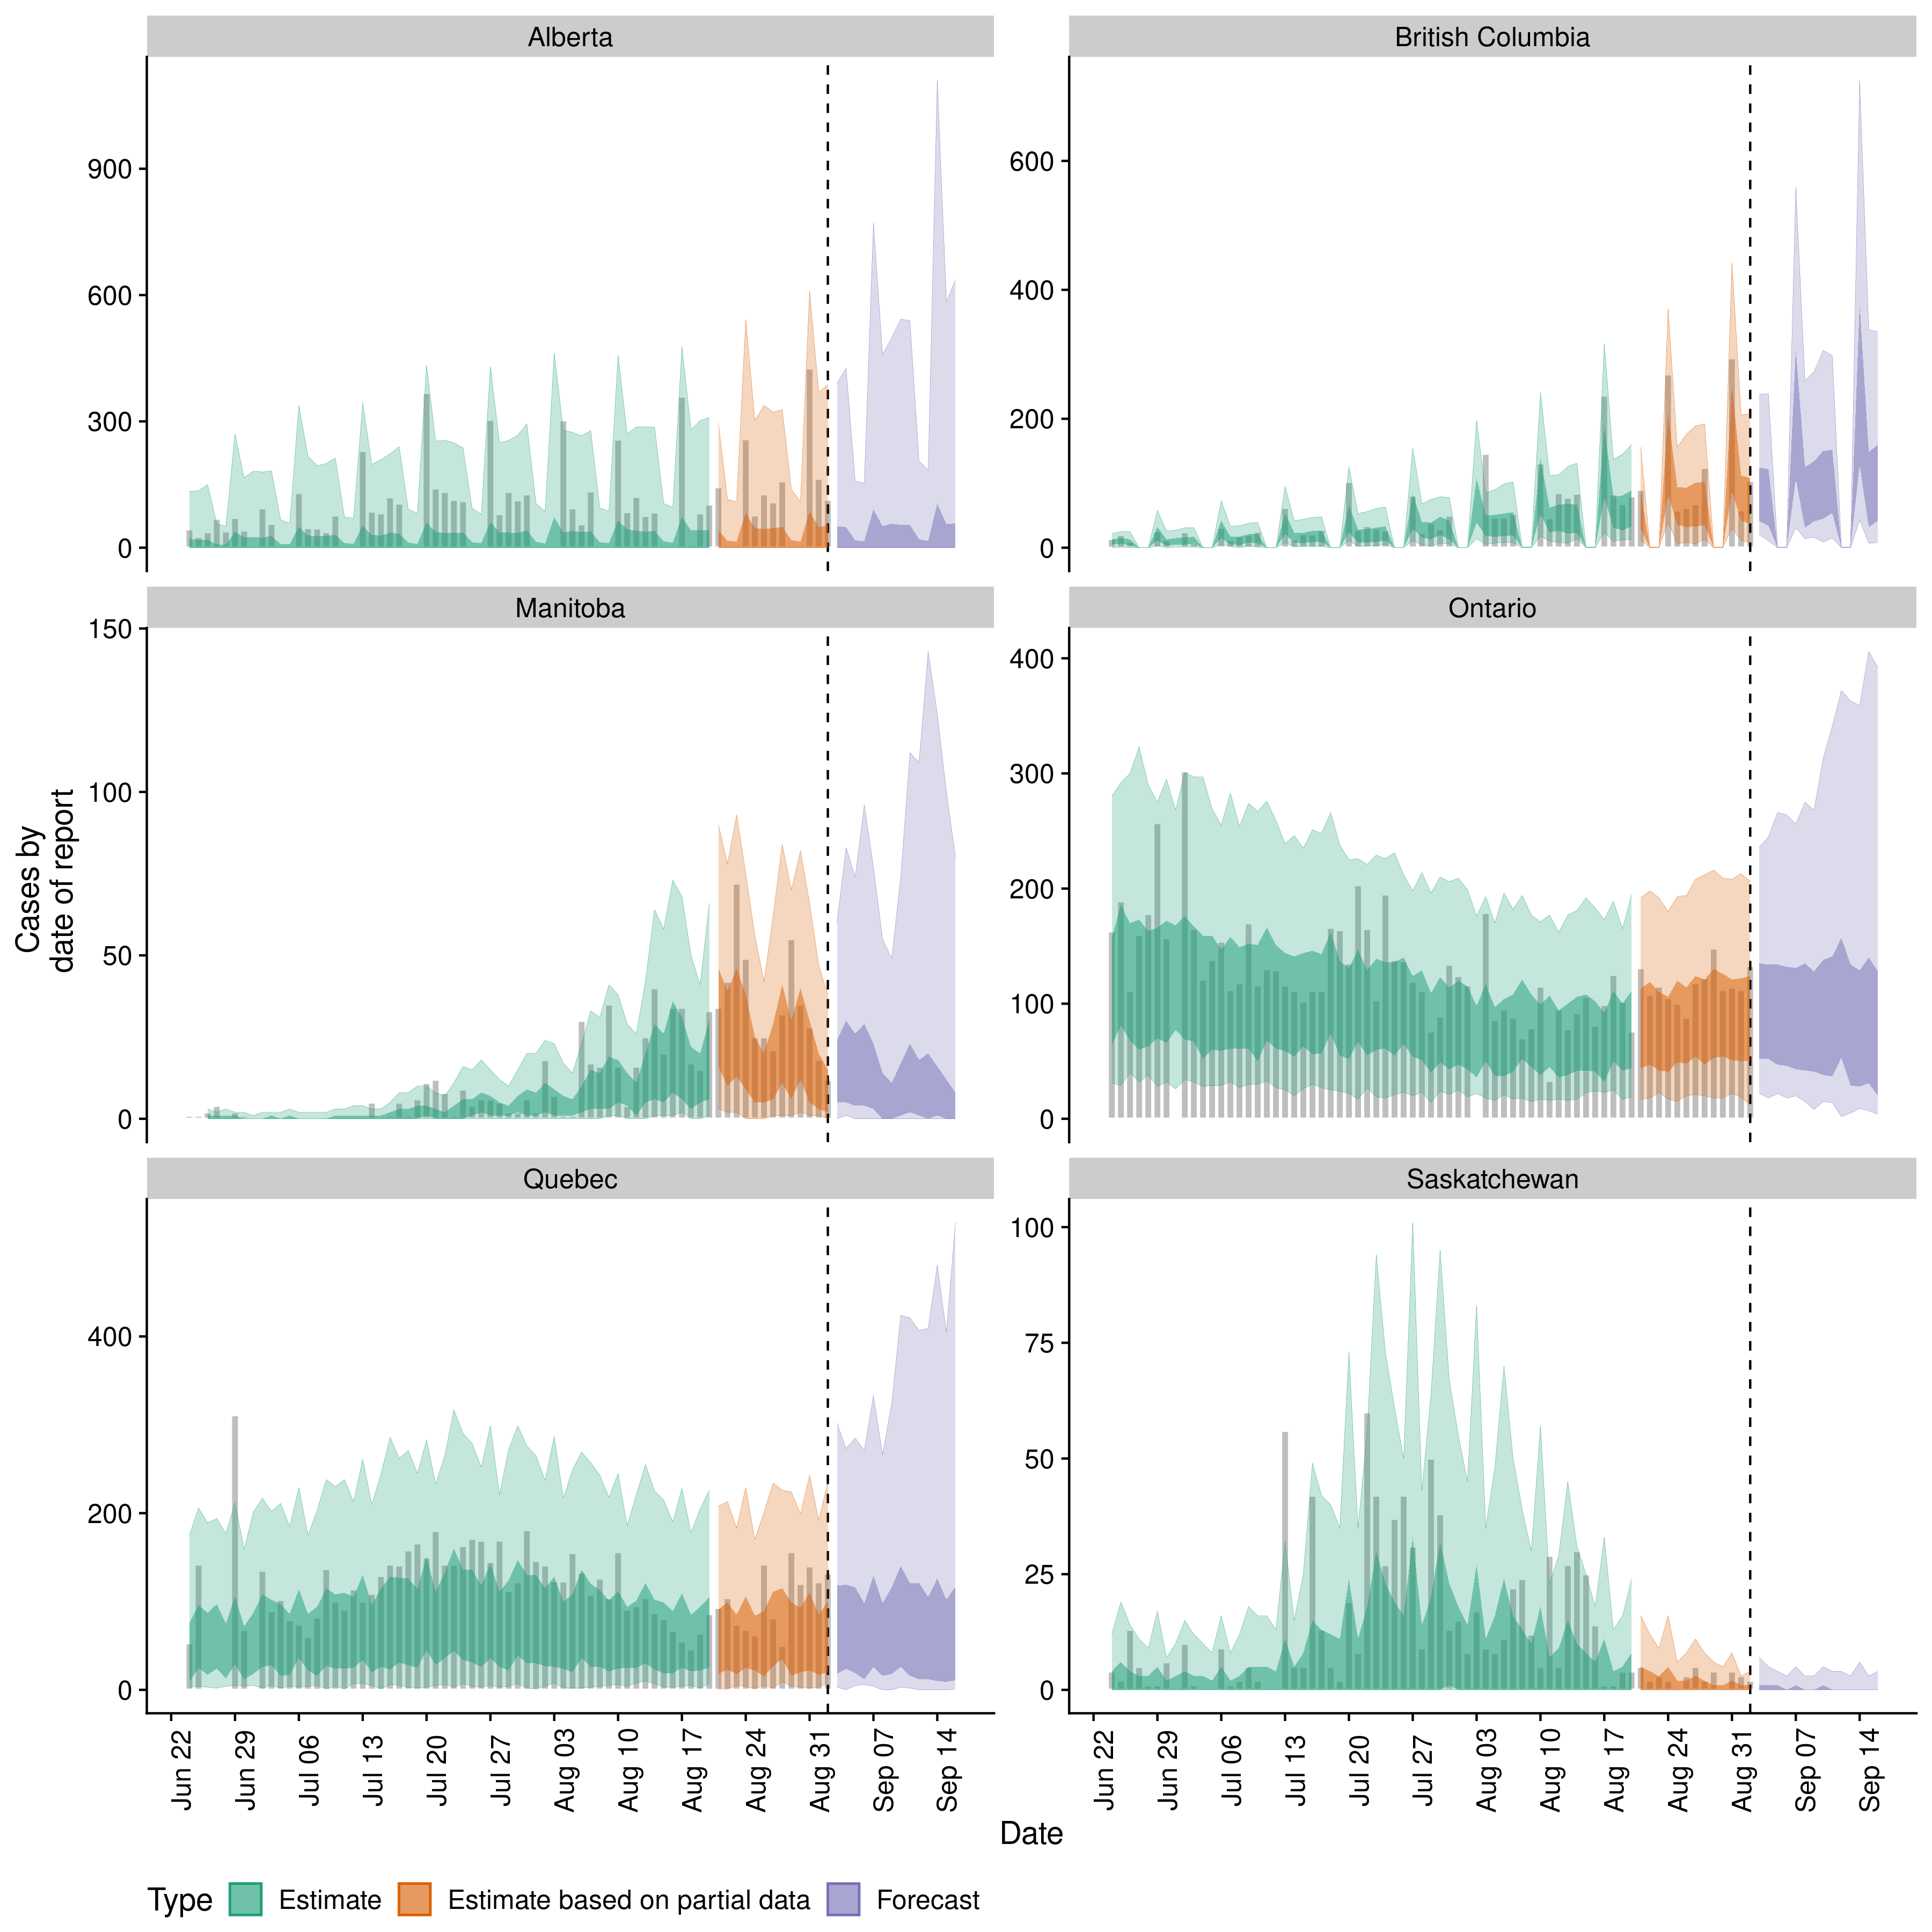 Alberta
British Columbia
900
600
300
0
600
400
200
0
Manitoba
Ontario
150
100
50
0
400
300
200
100
0
Quebec
Saskatchewan
400
200
0
100
75
50
25
0
Cases by
date of report
Jun 22
Jun 29
Jul 06
Jul 13
Jul 20
Jul 27
Aug 03
Aug 10
Aug 17
Aug 24
Aug 31
Sep 07
Sep 14
Jun 22
Jun 29
Jul 06
Jul 13
Jul 20
Jul 27
Aug 03
Aug 10
Aug 17
Aug 24
Aug 31
Sep 07
Sep 14
Date
Type Estimate Estimate based on partial data Forecast